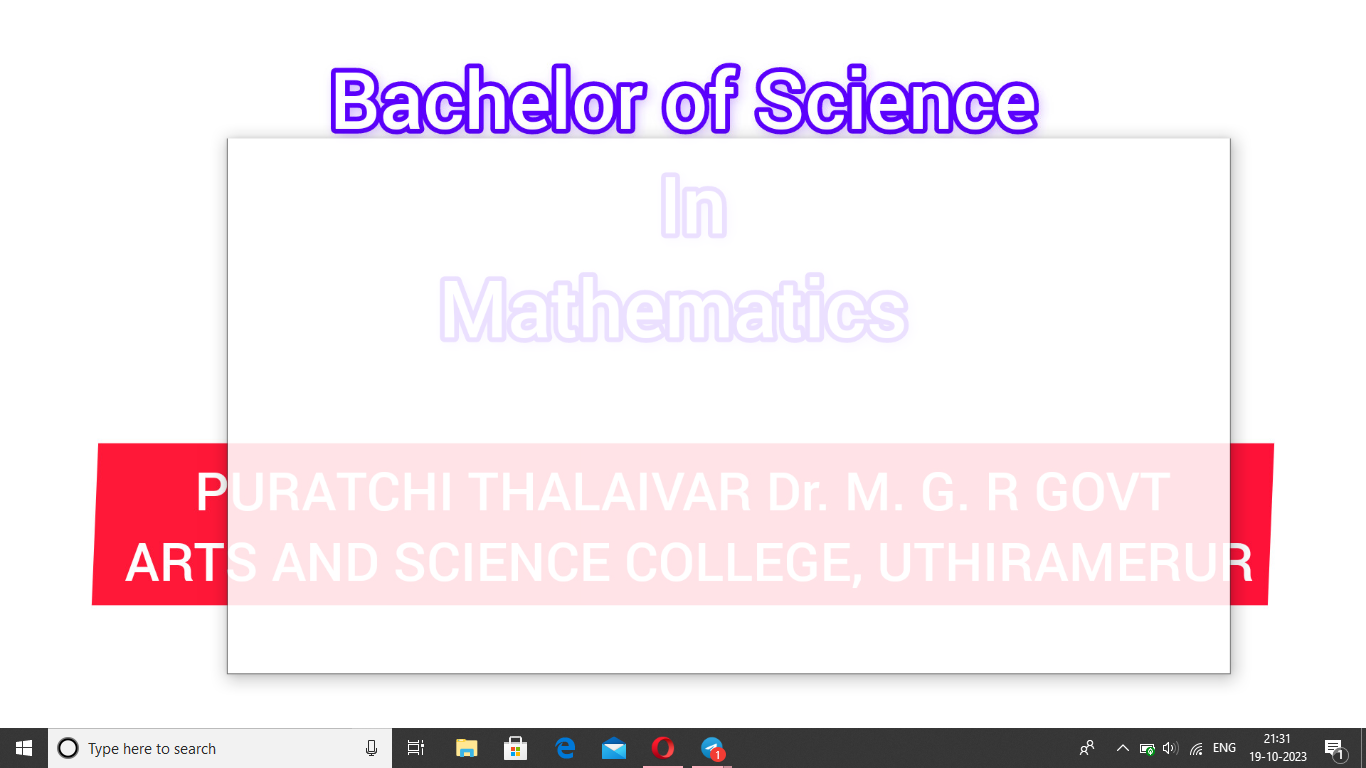 Bachelor of Science
In
Mathematics
PURATCHI THALAIVAR Dr. M. G. R GOVT
ARTS AND SCIENCE COLLEGE, UTHIRAMERUR
Type here to search
1
ENG
21:31
19-10-2023
1